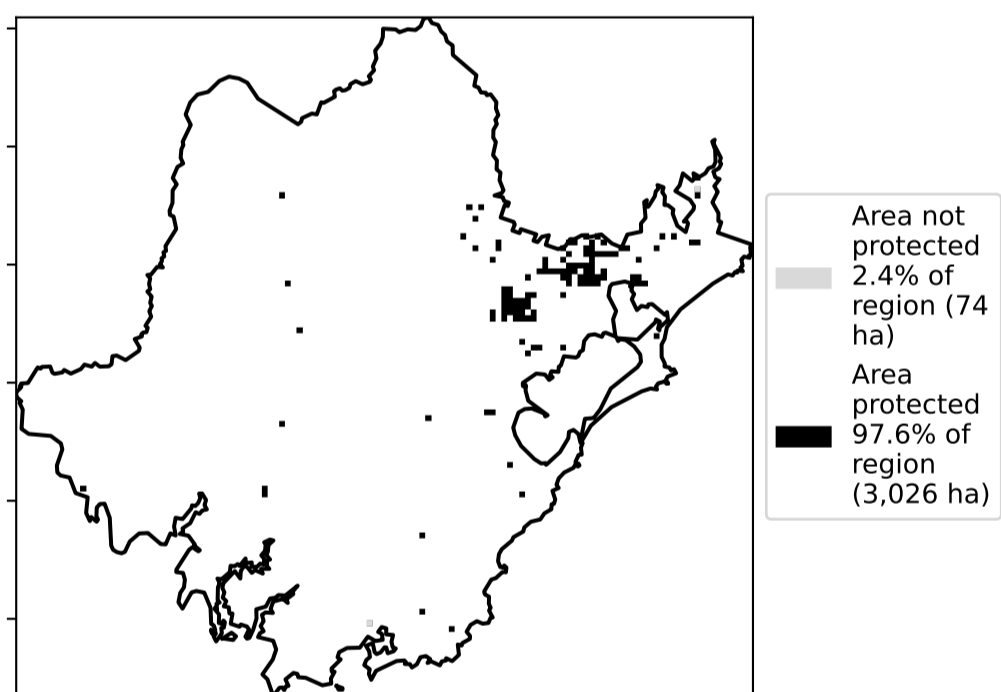 Area not
protected
2.4% of
region (74
ha)
Area
protected
97.6% of
region
(3,026 ha)